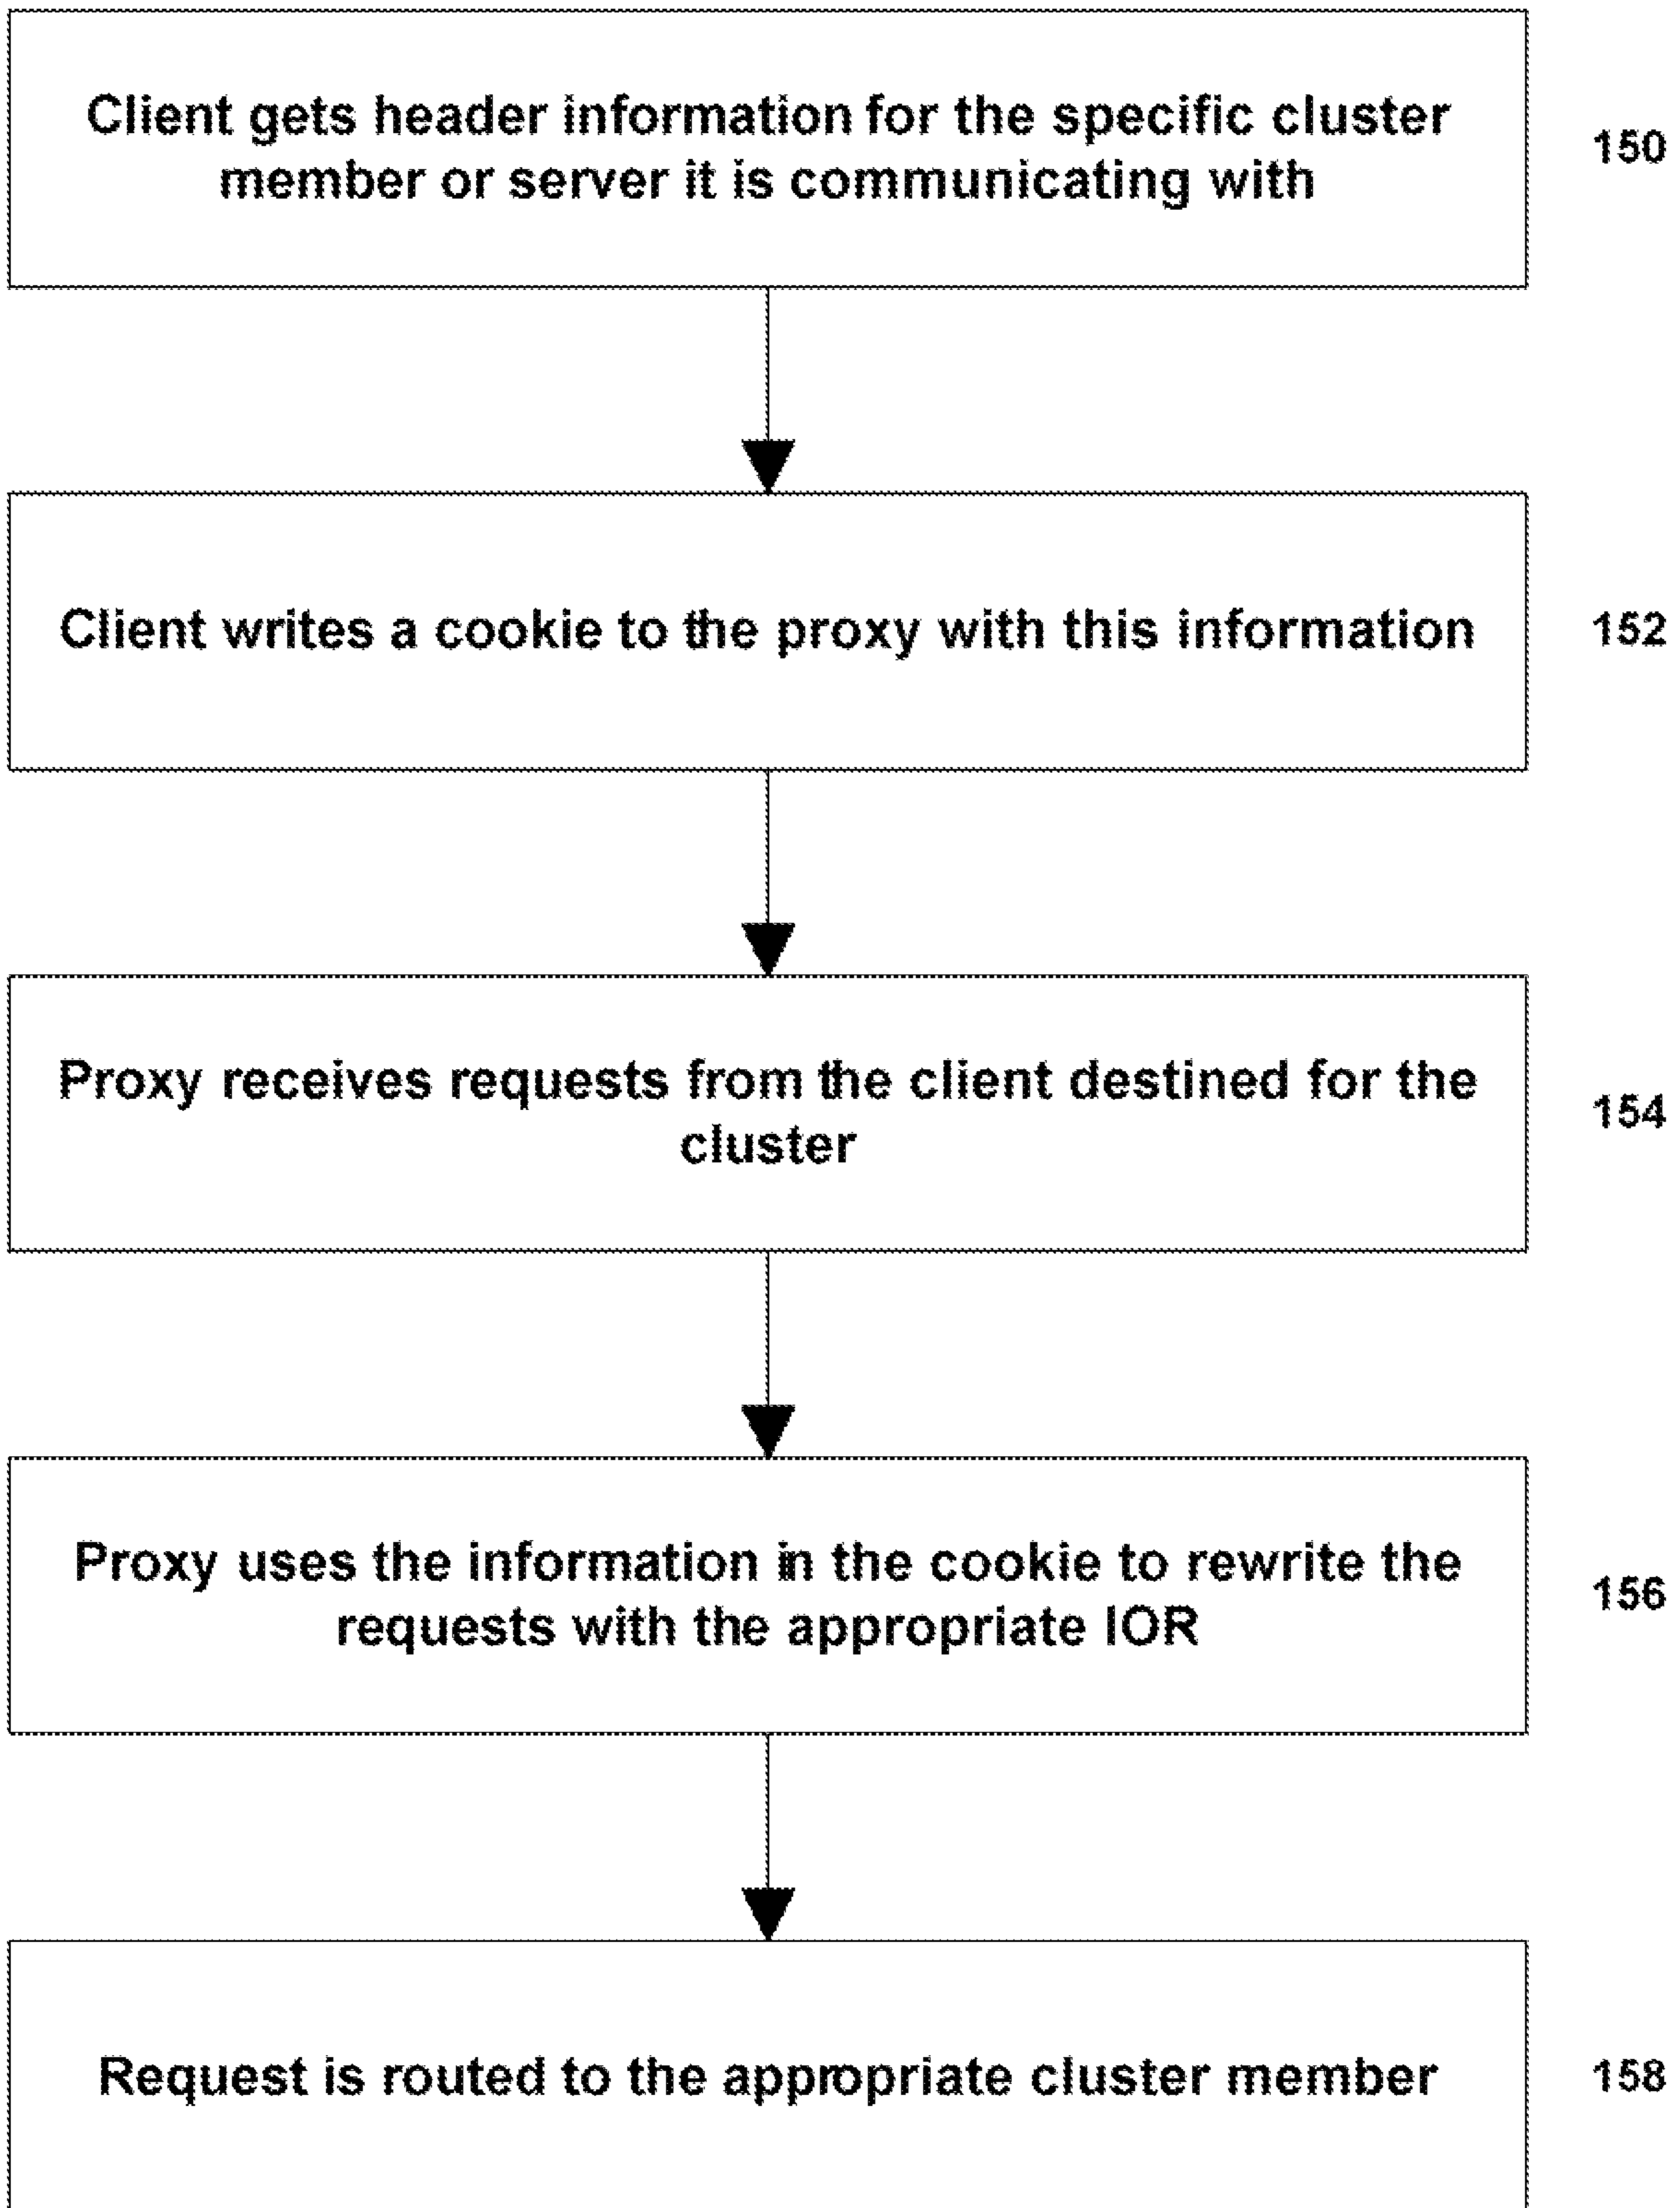 Client gets header information for the specific cluster
member or server it is communicating with
150
Client writes a cookie to the proxy with this information
152
Proxy receives requests from the client destined for the
cluster
154
Proxy uses the information in the cookie to rewrite the
requests with the appropriate IOR
156
Request is routed to the appropriate cluster member
158